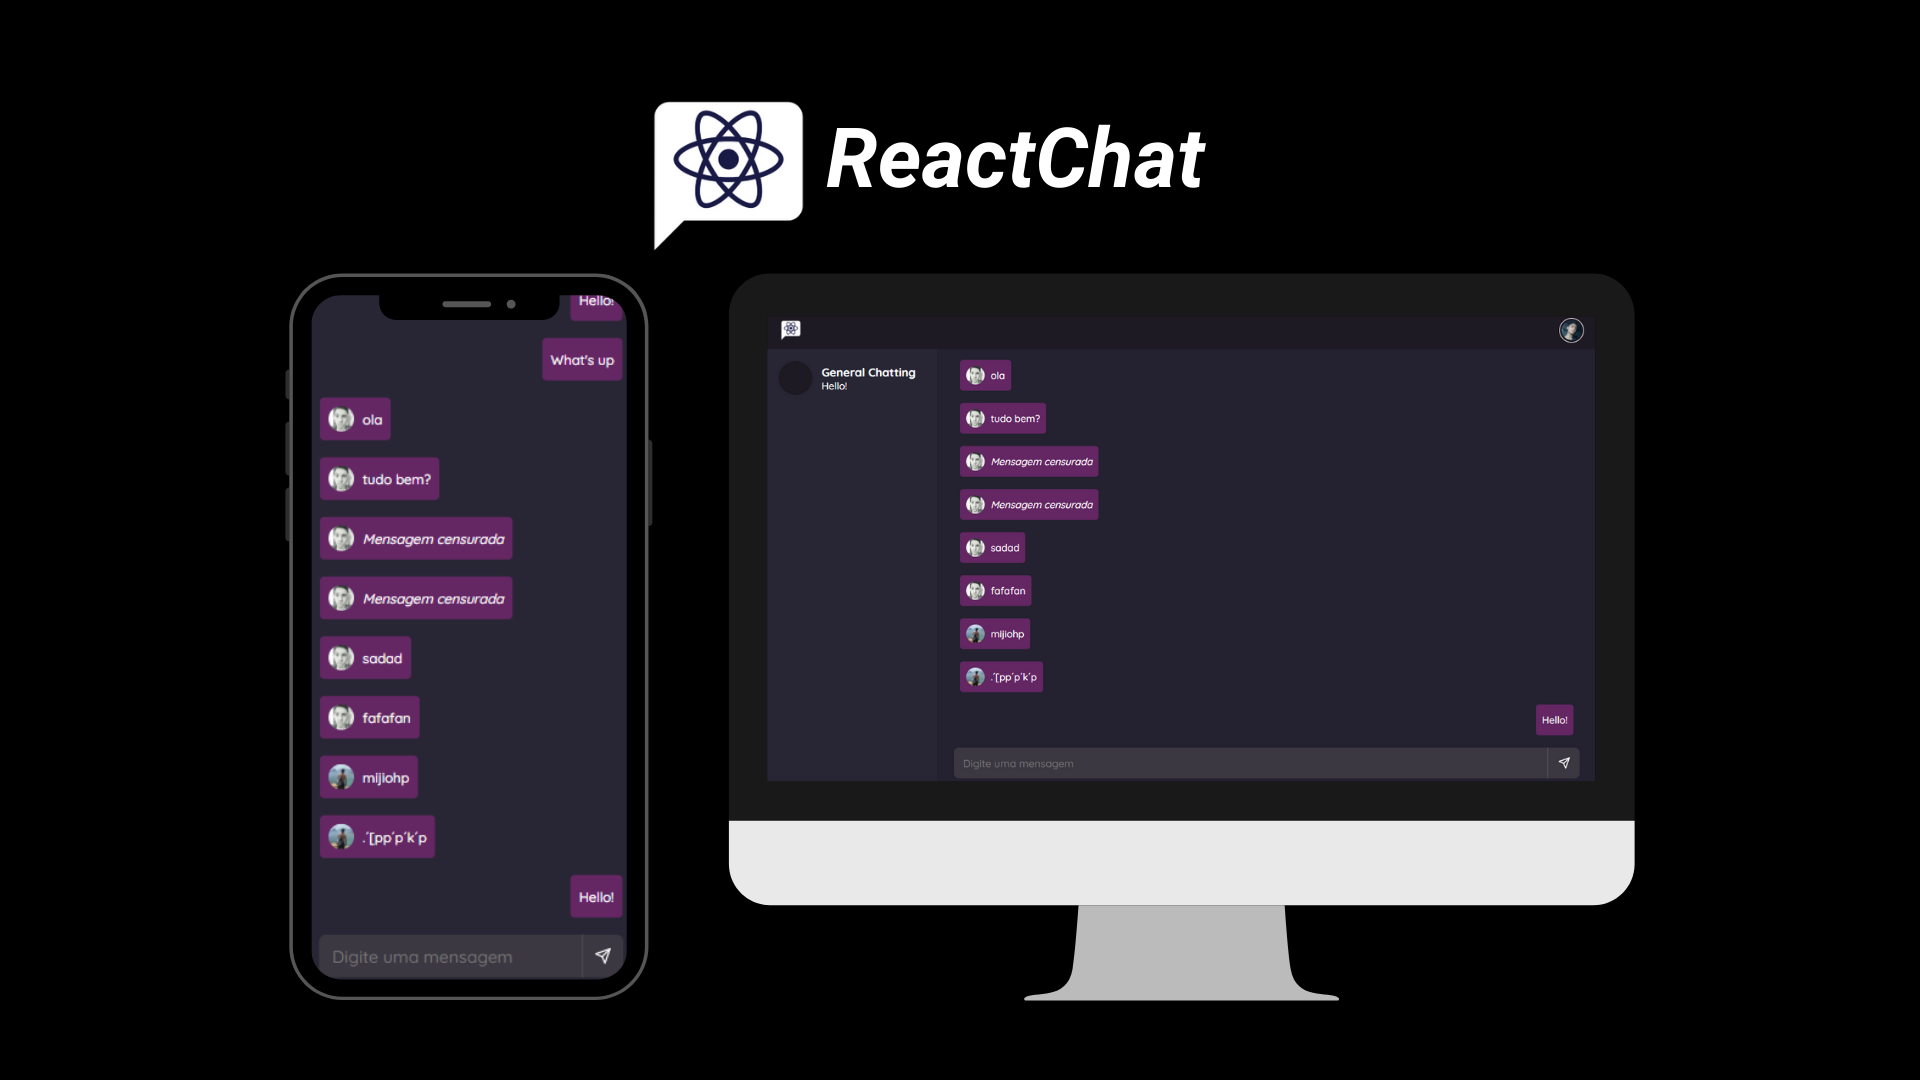 ReactChat
Hello!
What's up
ola
tudo bem?
Mensagem censurada
Mensagem censurada
sadad
fafafan
mijiohp
.´[pp´p´k´p
Hello!
Digite uma mensagem
General Chatting
Hello!
ola
tudo bem?
Mensagem censurada
Mensagem censurada
sadad
fafafan
mijiohp
.´[pp´p´k´p
Hello!
Digite uma mensagem